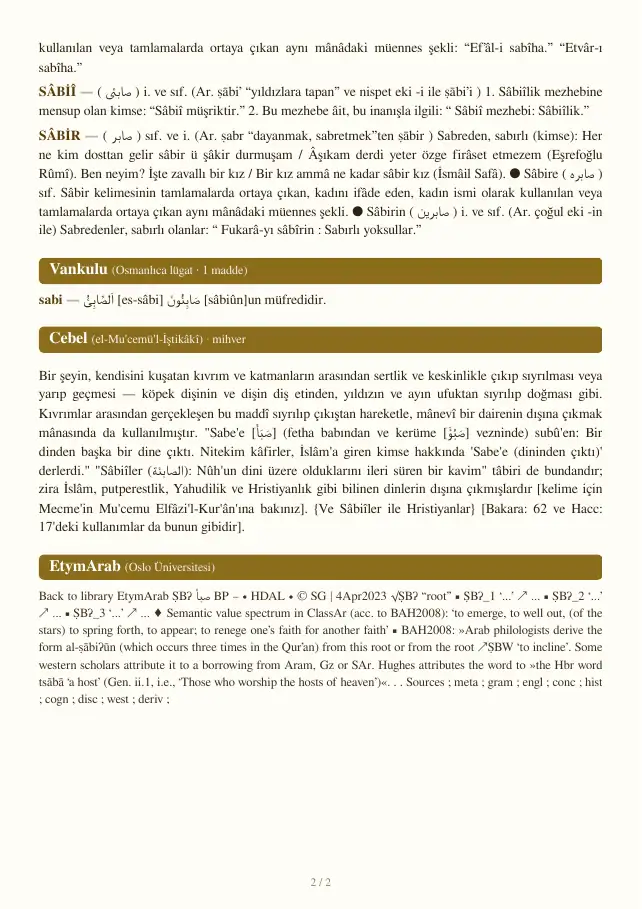 kullanılan veya tamlamalarda ortaya çıkan aynı mânâdaki müennes şekli: “Ef’âl-i sabîha.” “Etvâr-ı
sabîha.”
SÂBİÎ — ( صابئى ) i. ve sıf. (Ar. ṣābi’ “yıldızlara tapan” ve nispet eki -i ile ṣābi’і ) 1. Sâbiîlik mezhebine
mensup olan kimse: “Sâbiî müşriktir.” 2. Bu mezhebe âit, bu inanışla ilgili: “ Sâbiî mezhebi: Sâbiîlik.”
SÂBİR — ( صابر ) sıf. ve i. (Ar. ṣabr “dayanmak, sabretmek”ten ṣābir ) Sabreden, sabırlı (kimse): Her
ne kim dosttan gelir sâbir ü şâkir durmuşam / Âşıkam derdi yeter özge firâset etmezem (Eşrefoğlu
Rûmî). Ben neyim? İşte zavallı bir kız / Bir kız ammâ ne kadar sâbır kız (İsmâil Safâ). ● Sâbire ( صابره )
sıf. Sâbir kelimesinin tamlamalarda ortaya çıkan, kadını ifâde eden, kadın ismi olarak kullanılan veya
tamlamalarda ortaya çıkan aynı mânâdaki müennes şekli. ● Sâbirin ( صابرين ) i. ve sıf. (Ar. çoğul eki -in
ile) Sabredenler, sabırlı olanlar: “ Fukarâ-yı sâbîrin : Sabırlı yoksullar.”
Vankulu (Osmanlıca lügat · 1 madde)
sabi — اَلصَّابِئُ [es-sâbi] صَابِئُونَ [sâbiûn]un müfredidir.
Cebel (el-Mu'cemü'l-İştikâkî) · mihver
Bir şeyin, kendisini kuşatan kıvrım ve katmanların arasından sertlik ve keskinlikle çıkıp sıyrılması veya
yarıp geçmesi — köpek dişinin ve dişin diş etinden, yıldızın ve ayın ufuktan sıyrılıp doğması gibi.
Kıvrımlar arasından gerçekleşen bu maddî sıyrılıp çıkıştan hareketle, mânevî bir dairenin dışına çıkmak
mânasında da kullanılmıştır. "Sabe'e [صَبَأَ] (fetha babından ve kerüme [صَبُؤَ] vezninde) subû'en: Bir
dinden başka bir dine çıktı. Nitekim kâfirler, İslâm'a giren kimse hakkında 'Sabe'e (dininden çıktı)'
derlerdi." "Sâbiîler (الصابئة): Nûh'un dini üzere olduklarını ileri süren bir kavim" tâbiri de bundandır;
zira İslâm, putperestlik, Yahudilik ve Hristiyanlık gibi bilinen dinlerin dışına çıkmışlardır [kelime için
Mecme'in Mu'cemu Elfâzi'l-Kur'ân'ına bakınız]. {Ve Sâbiîler ile Hristiyanlar} [Bakara: 62 ve Hacc:
17'deki kullanımlar da bunun gibidir].
EtymArab (Oslo Üniversitesi)
Back to library EtymArab ṢBʔ صبأ BP – • HDAL • © SG | 4Apr2023 √ṢBʔ “root” ▪ ṢBʔ_1 ‘...’ ↗ ... ▪ ṢBʔ_2 ‘...’
↗ ... ▪ ṢBʔ_3 ‘...’ ↗ ... ♦ Semantic value spectrum in ClassAr (acc. to BAH2008): ‘to emerge, to well out, (of the
stars) to spring forth, to appear; to renege one’s faith for another faith’ ▪ BAH2008: »Arab philologists derive the
form al-ṣābiʔūn (which occurs three times in the Qurʾan) from this root or from the root ↗ṢBW ‘to incline’. Some
western scholars attribute it to a borrowing from Aram, Gz or SAr. Hughes attributes the word to »the Hbr word
tsābā ‘a host’ (Gen. ii.1, i.e., ‘Those who worship the hosts of heaven’)«. . . Sources ; meta ; gram ; engl ; conc ; hist
; cogn ; disc ; west ; deriv ;
2 / 2